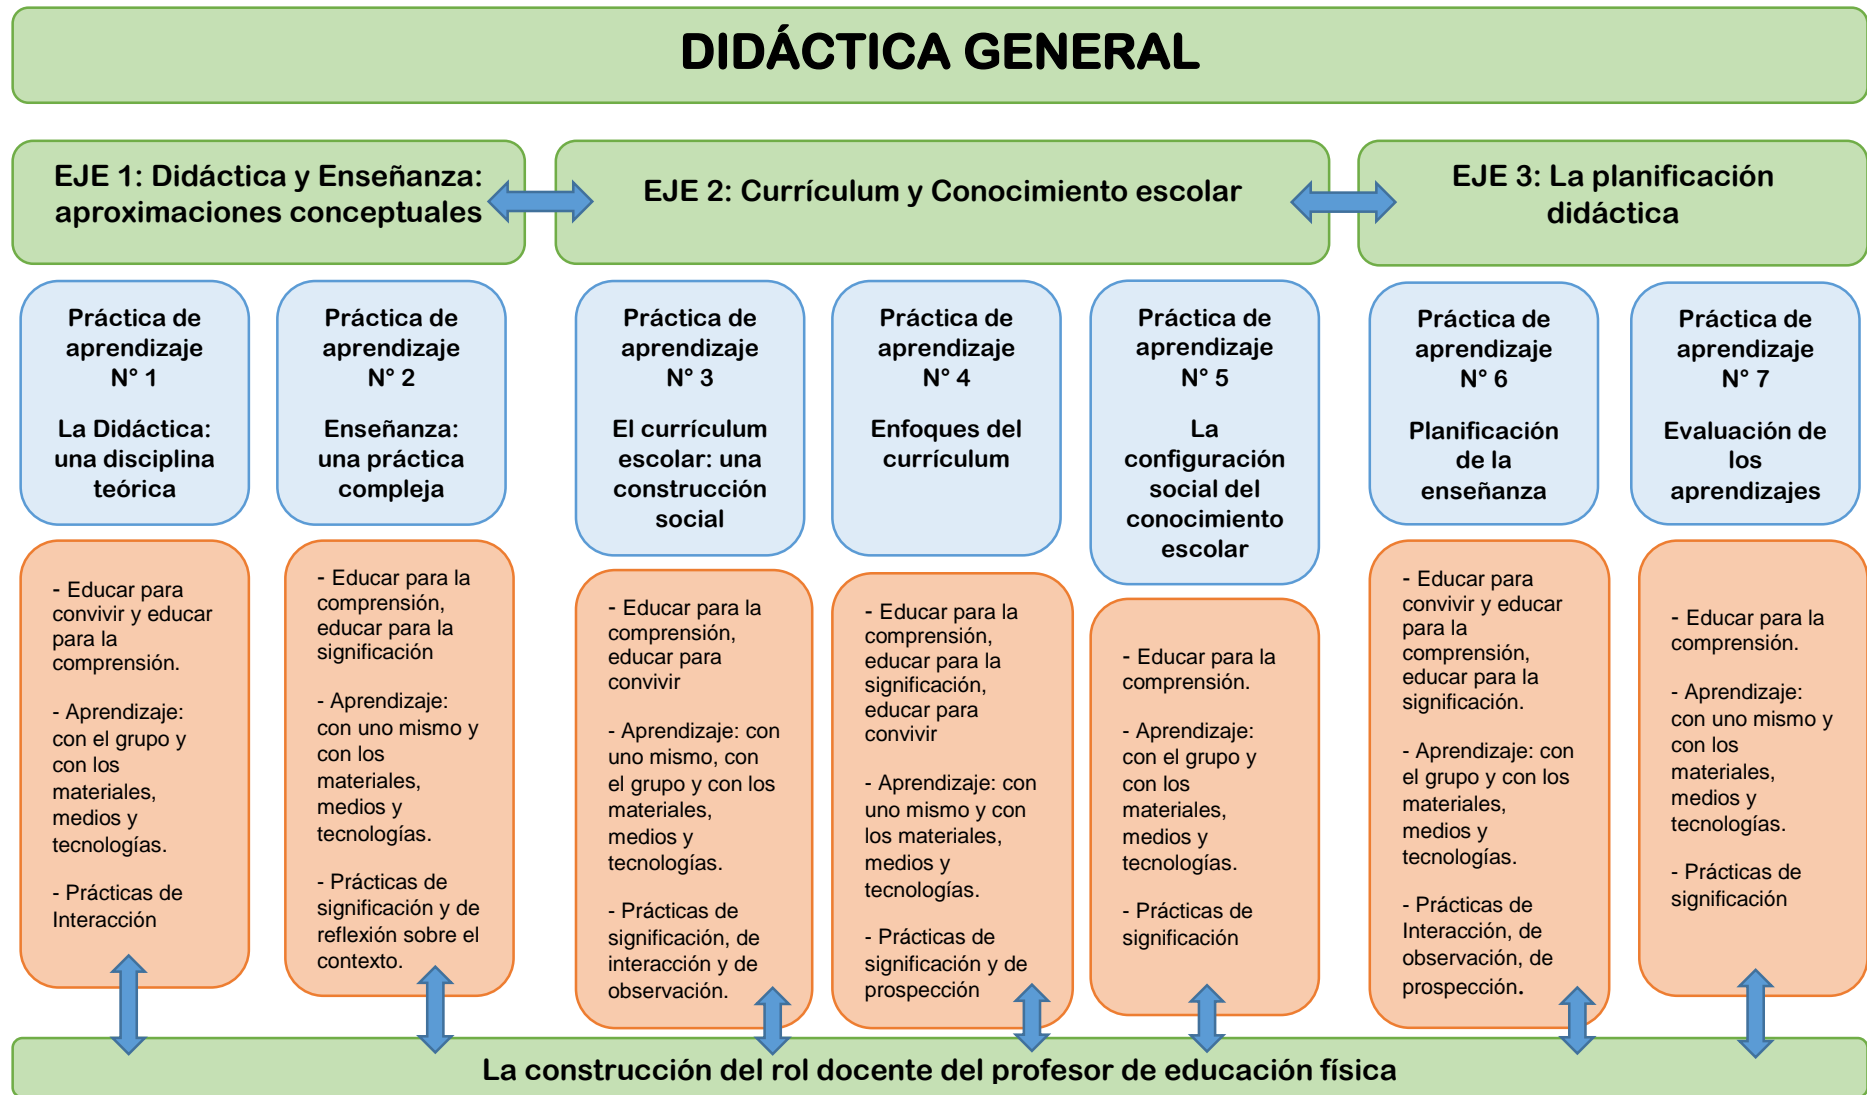 DIDÁCTICA GENERAL
EJE 1: Didáctica y Enseñanza:
aproximaciones conceptuales
EJE 2: Currículum y Conocimiento escolar
EJE 3: La planificación
didáctica
Práctica de
aprendizaje
N° 1
La Didáctica:
una disciplina
teórica
Práctica de
aprendizaje
N° 2
Enseñanza:
una práctica
compleja
Práctica de
aprendizaje
N° 3
El currículum
escolar: una
construcción
social
Práctica de
aprendizaje
N° 4
Enfoques del
currículum
Práctica de
aprendizaje
N° 5
La
configuración
social del
conocimiento
escolar
Práctica de
aprendizaje
N° 6
Planificación
de la
enseñanza
Práctica de
aprendizaje
N° 7
Evaluación de
los
aprendizajes
- Educar para
convivir y educar
para la
comprensión.
- Aprendizaje:
con el grupo y
con los
materiales,
medios y
tecnologías.
- Prácticas de
Interacción
- Educar para la
comprensión,
educar para la
significación
- Aprendizaje:
con uno mismo y
con los
materiales,
medios y
tecnologías.
- Prácticas de
significación y de
reflexión sobre el
contexto.
- Educar para la
comprensión,
educar para
convivir
- Aprendizaje: con
uno mismo, con
el grupo y con los
materiales,
medios y
tecnologías.
- Prácticas de
significación, de
interacción y de
observación.
- Educar para la
comprensión,
educar para la
significación,
educar para
convivir
- Aprendizaje: con
uno mismo y con
los materiales,
medios y
tecnologías.
- Prácticas de
significación y de
prospección
- Educar para la
comprensión.
- Aprendizaje:
con el grupo y
con los
materiales,
medios y
tecnologías.
- Prácticas de
significación
- Educar para
convivir y educar
para la
comprensión,
educar para la
significación.
- Aprendizaje: con
el grupo y con los
materiales,
medios y
tecnologías.
- Prácticas de
Interacción, de
observación, de
prospección.
- Educar para la
comprensión.
- Aprendizaje:
con uno mismo y
con los
materiales,
medios y
tecnologías.
- Prácticas de
significación
La construcción del rol docente del profesor de educación física